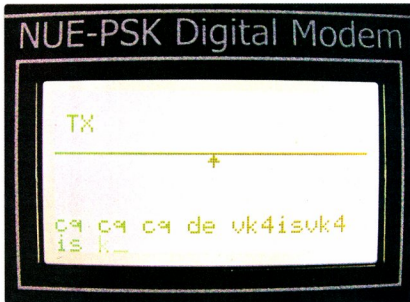 NUE-PSK Digital Modem
TX
cq cq cq de vk4isvk4
is k_